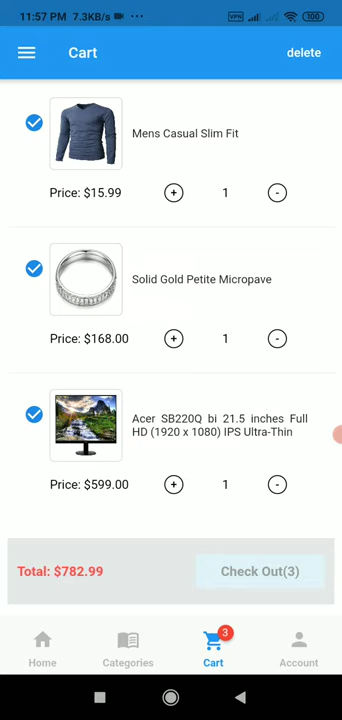 11:57 PM 7.3KB/s ...
VPN 100
Cart
delete
Mens Casual Slim Fit
Price: $15.99 + 1 -
Solid Gold Petite Micropave
Price: $168.00 + 1 -
Acer SB220Q bi 21.5 inches Full
HD (1920 x 1080) IPS Ultra-Thin
Price: $599.00 + 1 -
Total: $782.99
Check Out(3)
3
Home Categories Cart Account